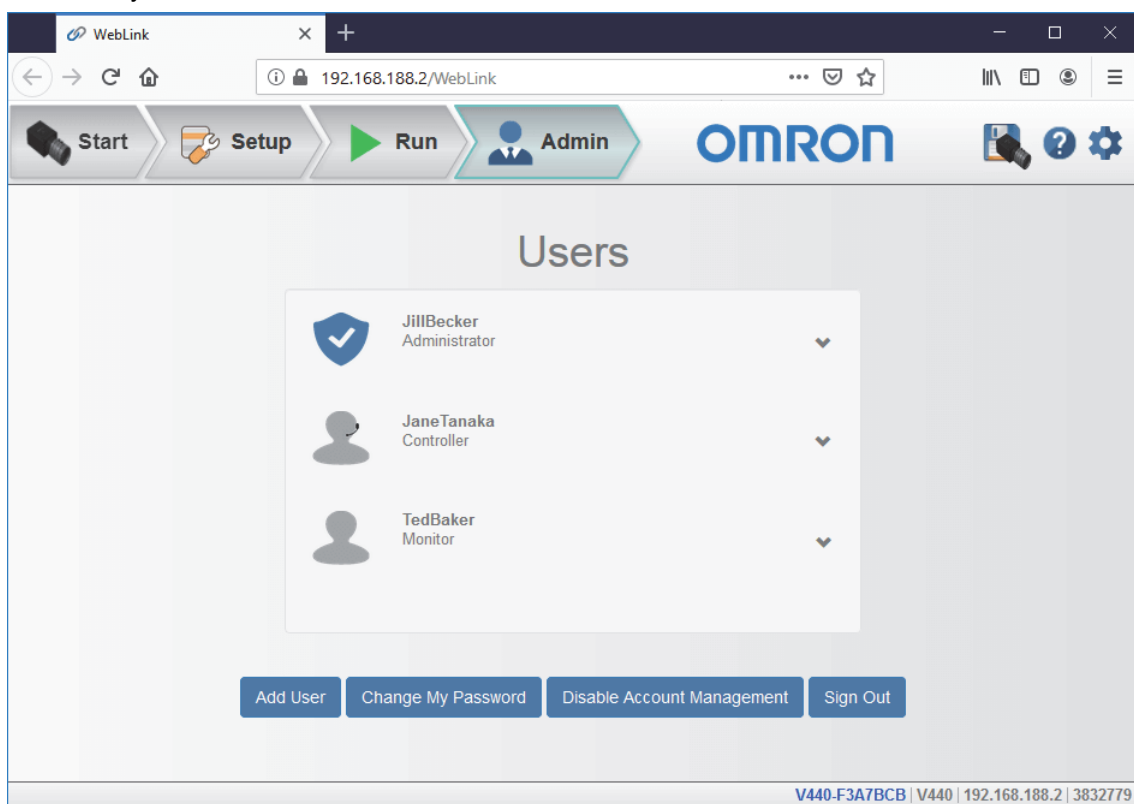 WebLink
192.168.188.2/WebLink
Start Setup Run Admin OMRON
Users
JillBecker
Administrator
JaneTanaka
Controller
TedBaker
Monitor
Add User Change My Password Disable Account Management Sign Out
V440-F3A7BCB | V440 | 192.168.188.2 | 3832779